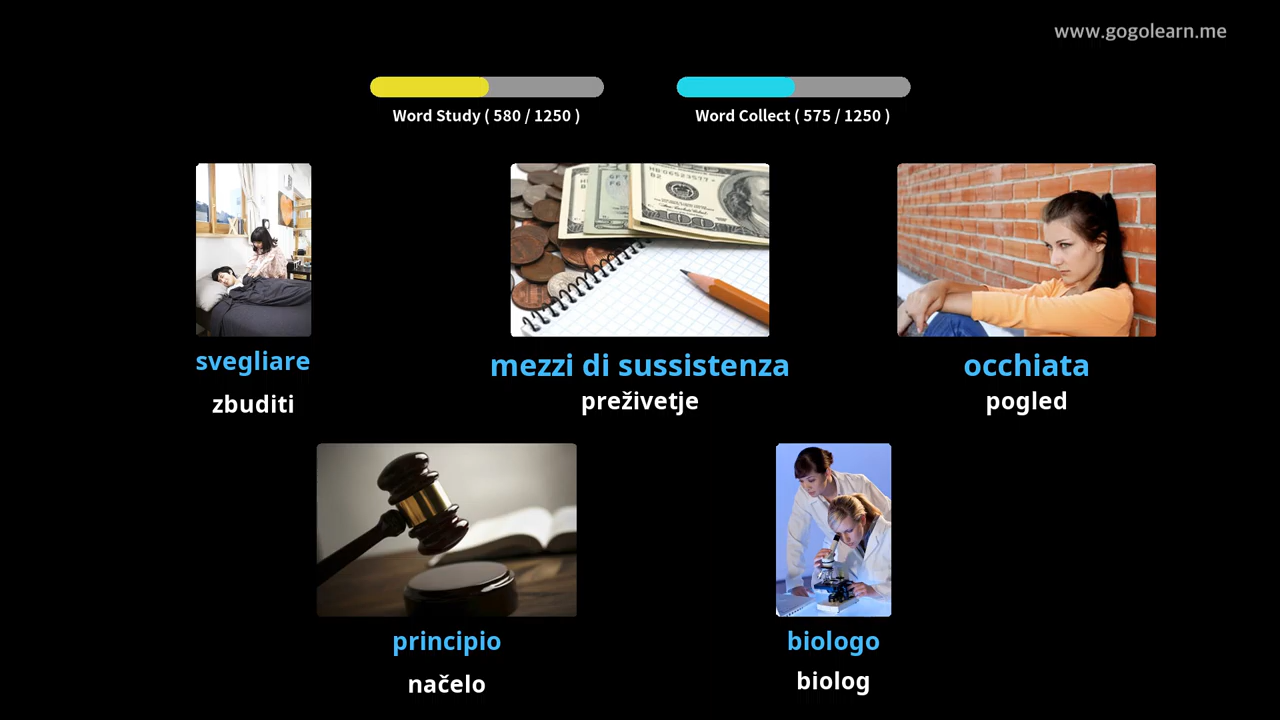 www.gogolearn.me
Word Study ( 580 / 1250 )
Word Collect ( 575 / 1250 )
svegliare
zbuditi
mezzi di sussistenza
preživetje
occhiata
pogled
principio
načelo
biologo
biolog